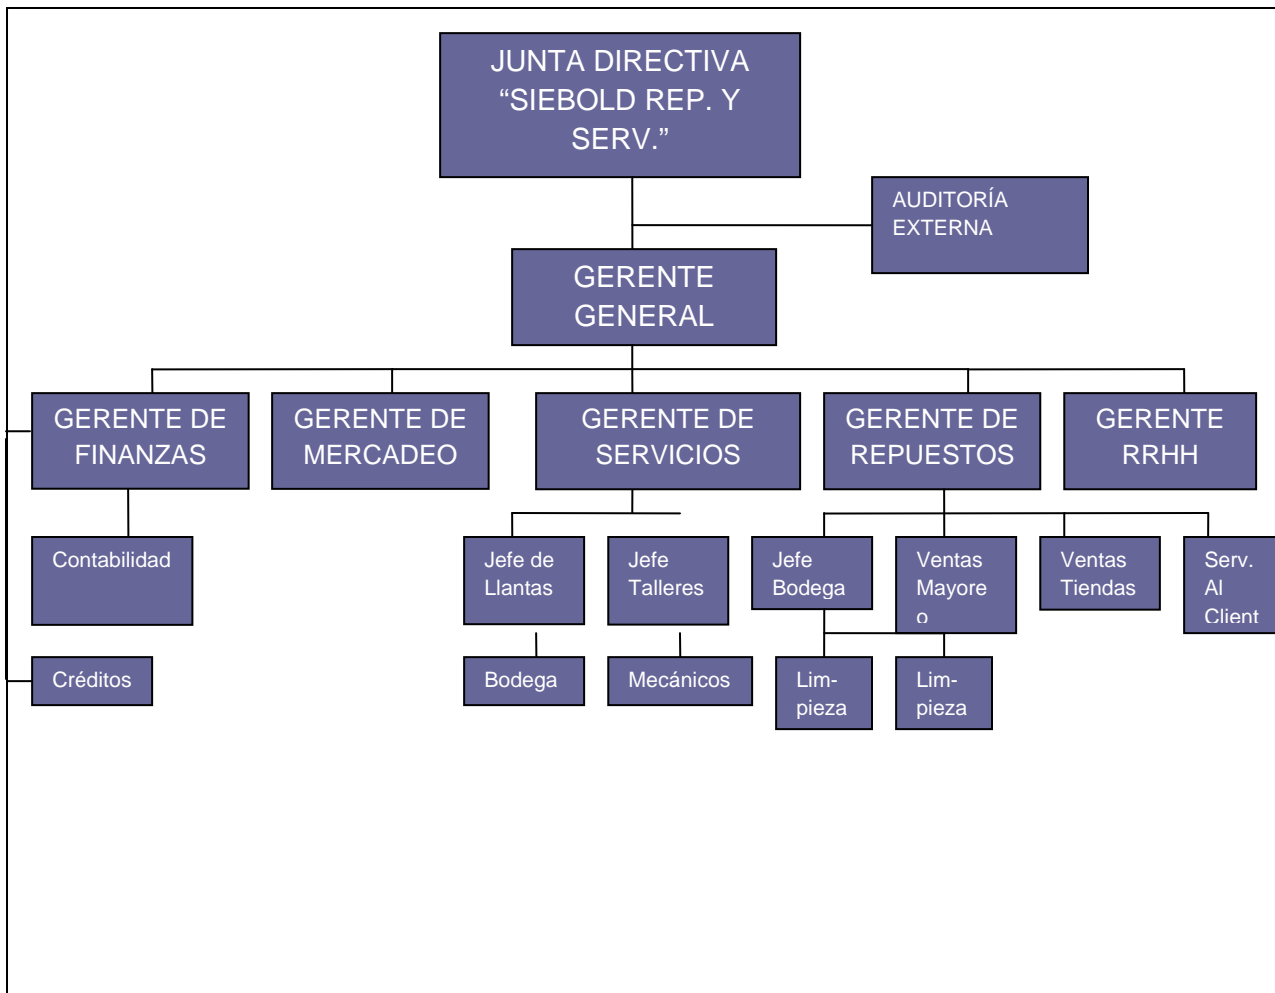 JUNTA DIRECTIVA
“SIEBOLD REP. Y
SERV.”
AUDITORÍA
EXTERNA
GERENTE
GENERAL
GERENTE DE
FINANZAS
GERENTE DE
MERCADEO
GERENTE DE
SERVICIOS
GERENTE DE
REPUESTOS
GERENTE
RRHH
Contabilidad
Jefe de
Llantas
Jefe
Talleres
Jefe
Bodega
Ventas
Mayore
o
Ventas
Tiendas
Serv.
Al
Client
Créditos
Bodega
Mecánicos
Lim-
pieza
Lim-
pieza